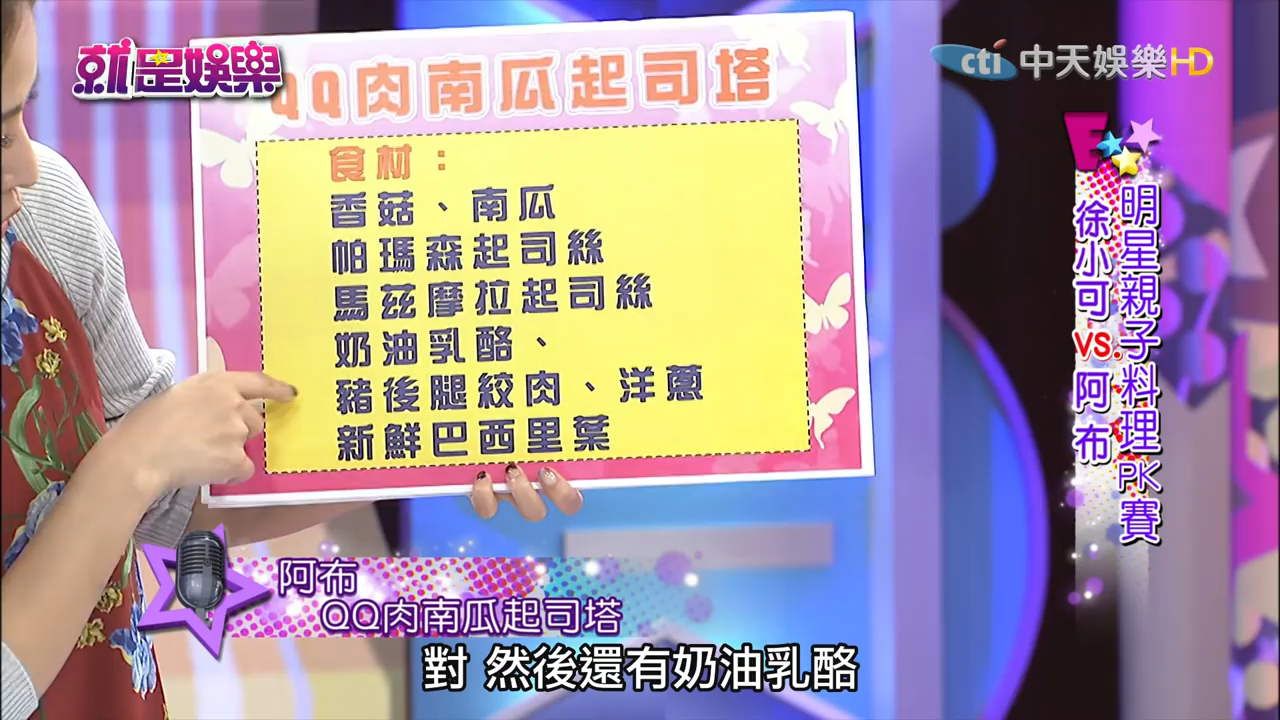 就是娛樂
cti 中天娛樂HD
QQ肉南瓜起司塔
食材：
香菇、南瓜
帕瑪森起司絲
馬茲摩拉起司絲
奶油乳酪、
豬後腿絞肉、洋蔥
新鮮巴西里葉
E
明星親子料理PK賽
徐小可 VS. 阿布
阿布
QQ肉南瓜起司塔
對 然後還有奶油乳酪